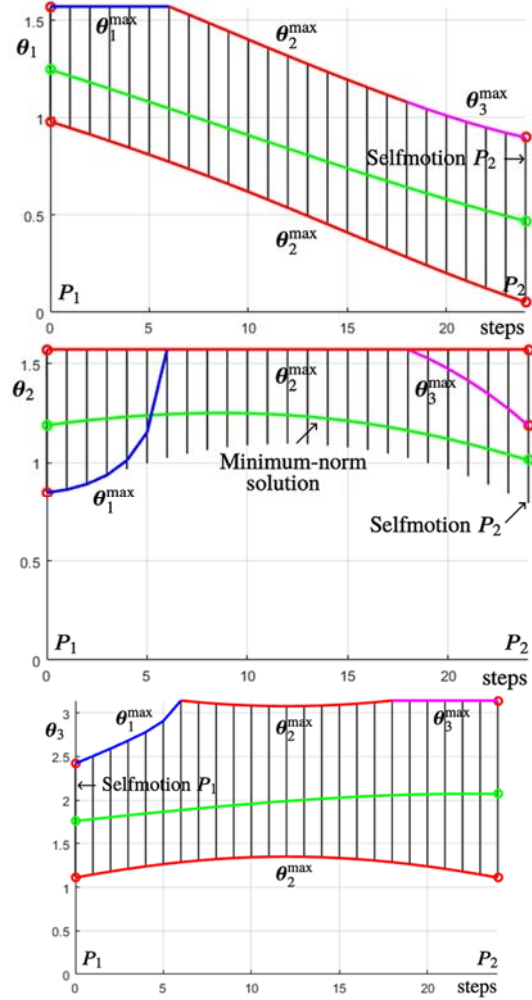 1.5
θ₁
θ₁ᵐᵃˣ
θ₂ᵐᵃˣ
θ₃ᵐᵃˣ
1
Selfmotion P₂ →
0.5
θ₂ᵐᵃˣ
P₁
P₂
0
0 5 10 15 20 steps
1.5
θ₂
θ₂ᵐᵃˣ
θ₃ᵐᵃˣ
1
θ₁ᵐᵃˣ
Minimum-norm
solution
Selfmotion P₂
0.5
P₁
P₂
0
0 5 10 15 20
steps
3
θ₃
θ₁ᵐᵃˣ
θ₂ᵐᵃˣ
θ₃ᵐᵃˣ
2.5
← Selfmotion P₁
2
1.5
θ₂ᵐᵃˣ
1
0.5
P₁
P₂
0
0 5 10 15 20 steps